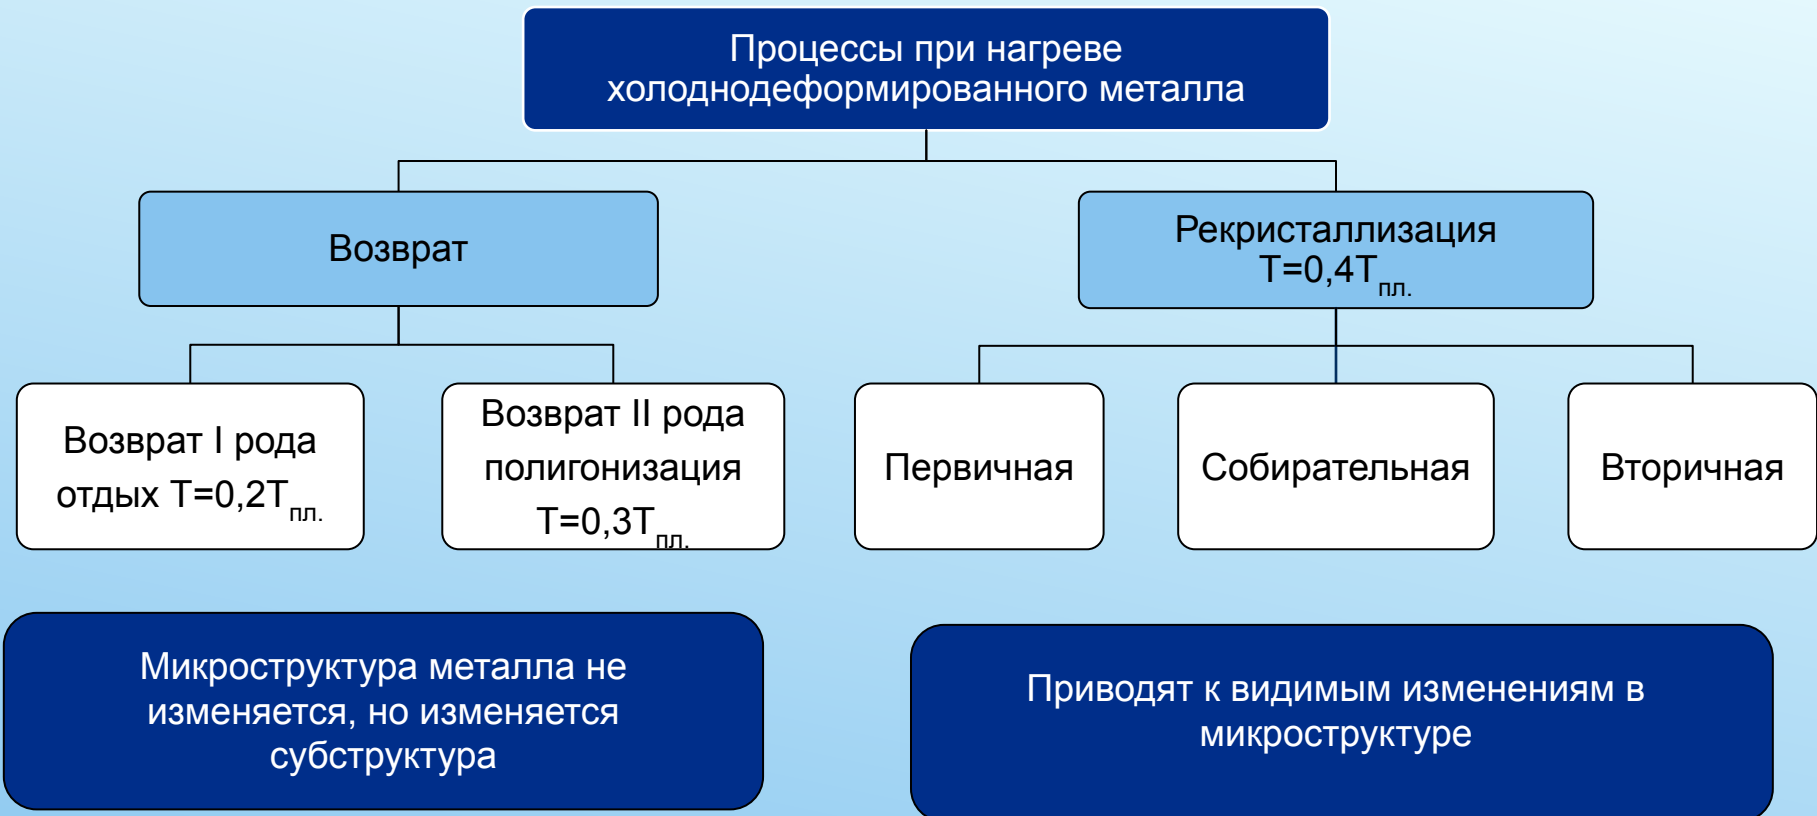 Процессы при нагреве
холоднодеформированного металла
Возврат
Рекристаллизация
Т=0,4Тпл.
Возврат I рода
отдых Т=0,2Тпл.
Возврат II рода
полигонизация
Т=0,3Тпл.
Первичная
Собирательная
Вторичная
Микроструктура металла не
изменяется, но изменяется
субструктура
Приводят к видимым изменениям в
микроструктуре